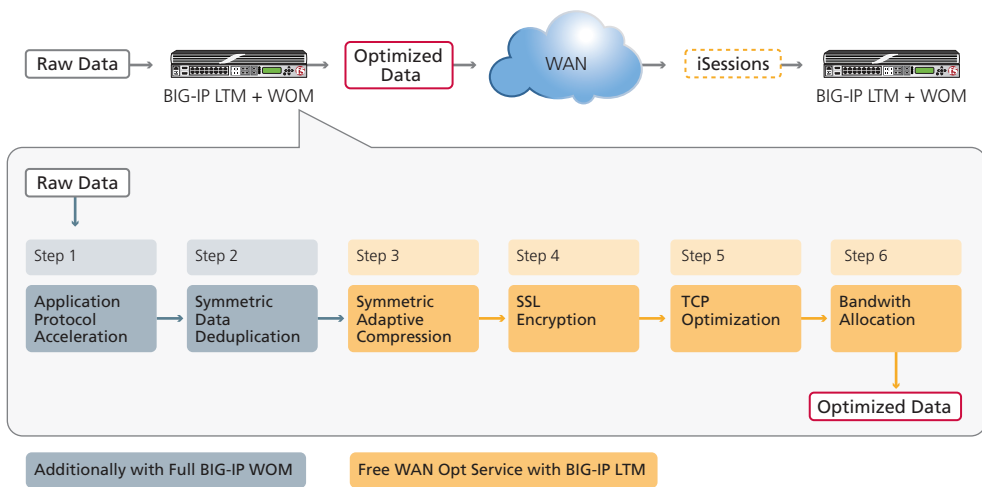 Raw Data
Optimized
Data
WAN
iSessions
BIG-IP LTM + WOM
BIG-IP LTM + WOM
Raw Data
Step 1
Step 2
Step 3
Step 4
Step 5
Step 6
Application
Protocol
Acceleration
Symmetric
Data
Deduplication
Symmetric
Adaptive
Compression
SSL
Encryption
TCP
Optimization
Bandwith
Allocation
Optimized Data
Additionally with Full BIG-IP WOM
Free WAN Opt Service with BIG-IP LTM